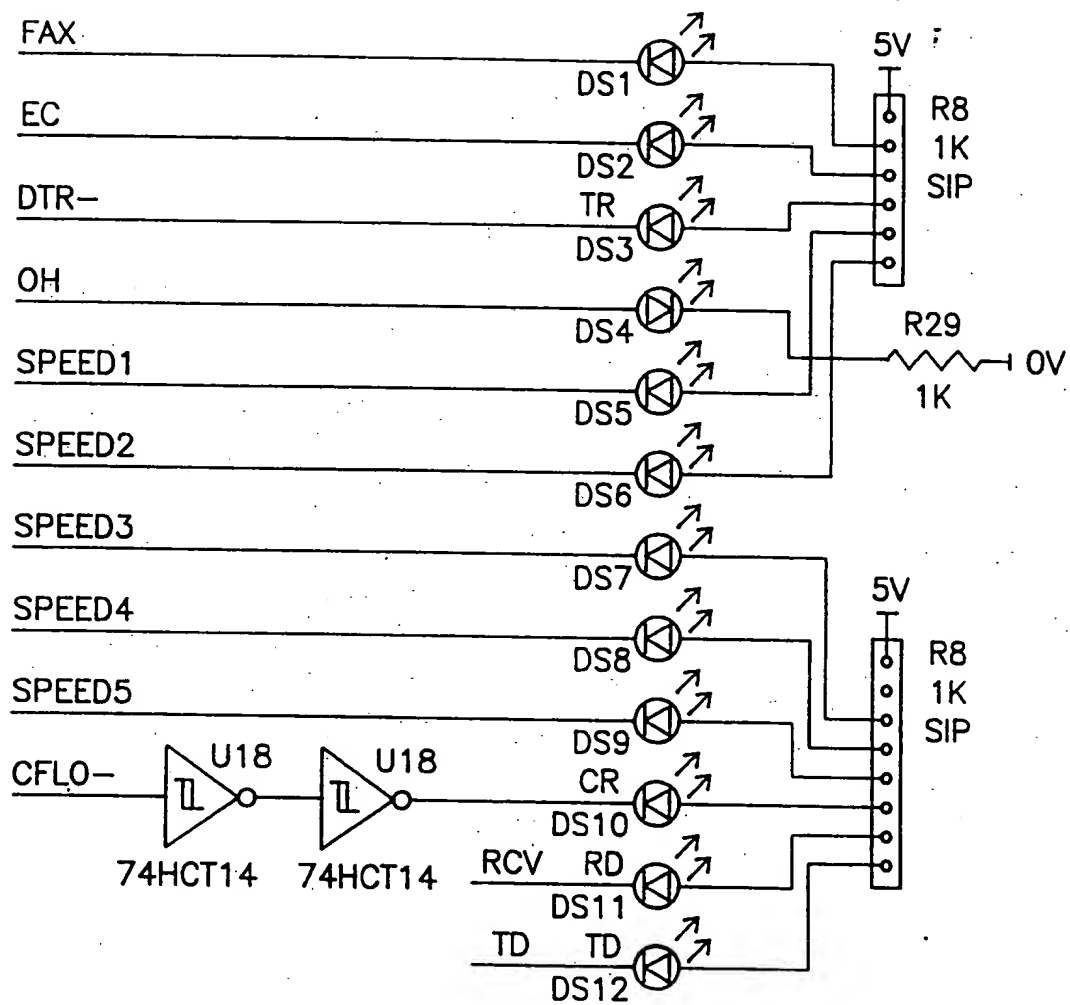 FAX
DS1
5V
R8
1K
SIP
EC
DS2
DTR-
TR
DS3
OH
DS4
R29
1K
0V
SPEED1
DS5
SPEED2
DS6
SPEED3
DS7
5V
R8
1K
SIP
SPEED4
DS8
SPEED5
DS9
CFLO-
U18
74HCT14
U18
74HCT14
CR
DS10
RCV
RD
DS11
TD
TD
DS12